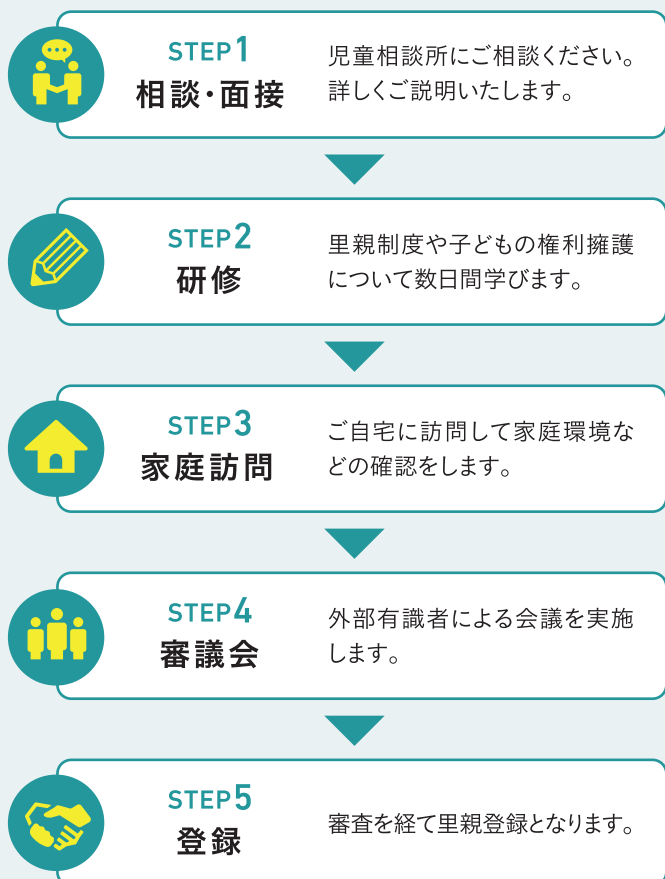 STEP1
相談・面接
児童相談所にご相談ください。
詳しくご説明いたします。
STEP2
研修
里親制度や子どもの権利擁護
について数日間学びます。
STEP3
家庭訪問
ご自宅に訪問して家庭環境な
どの確認をします。
STEP4
審議会
外部有識者による会議を実施
します。
STEP5
登録
審査を経て里親登録となります。